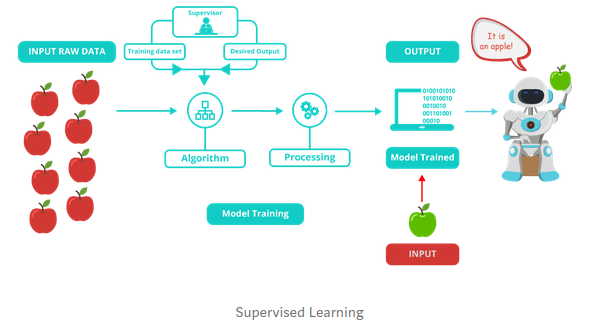 Supervisor
INPUT RAW DATA
Training data set
Desired Output
OUTPUT
It is
an apple!
0101001010
101010010
0010010
001101001
00010
Algorithm
Processing
Model Trained
Model Training
INPUT
Supervised Learning